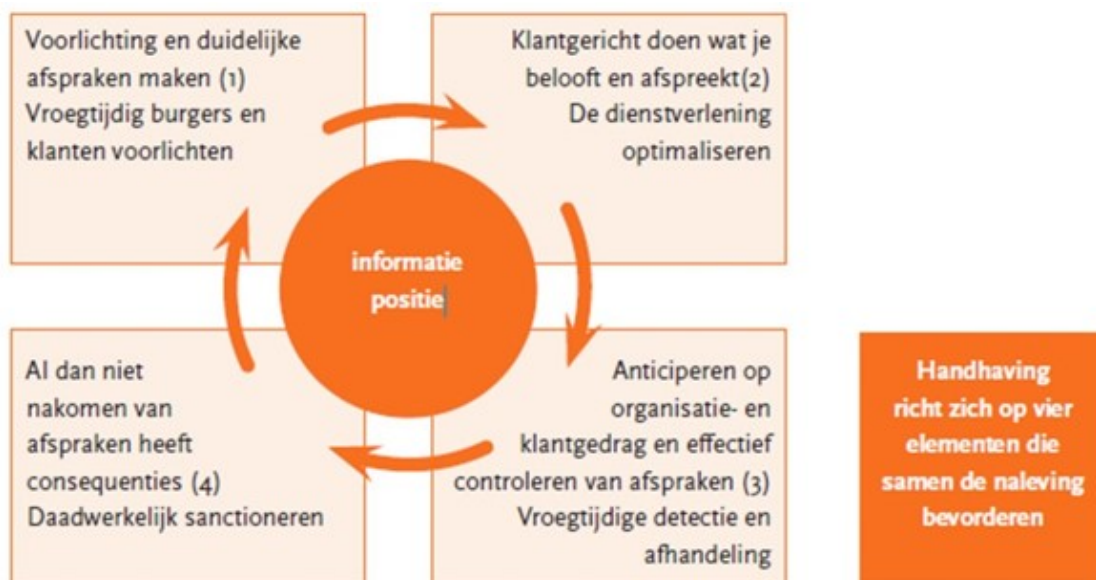 Voorlichting en duidelijke
afspraken maken (1)
Vroegtijdig burgers en
klanten voorlichten
Klantgericht doen wat je
belooft en afspreekt(2)
De dienstverlening
optimaliseren
informatie
positie
Al dan niet
nakomen van
afspraken heeft
consequenties (4)
Daadwerkelijk sanctioneren
Anticiperen op
organisatie- en
klantgedrag en effectief
controleren van afspraken (3)
Vroegtijdige detectie en
afhandeling
Handhaving
richt zich op vier
elementen die
samen de naleving
bevorderen